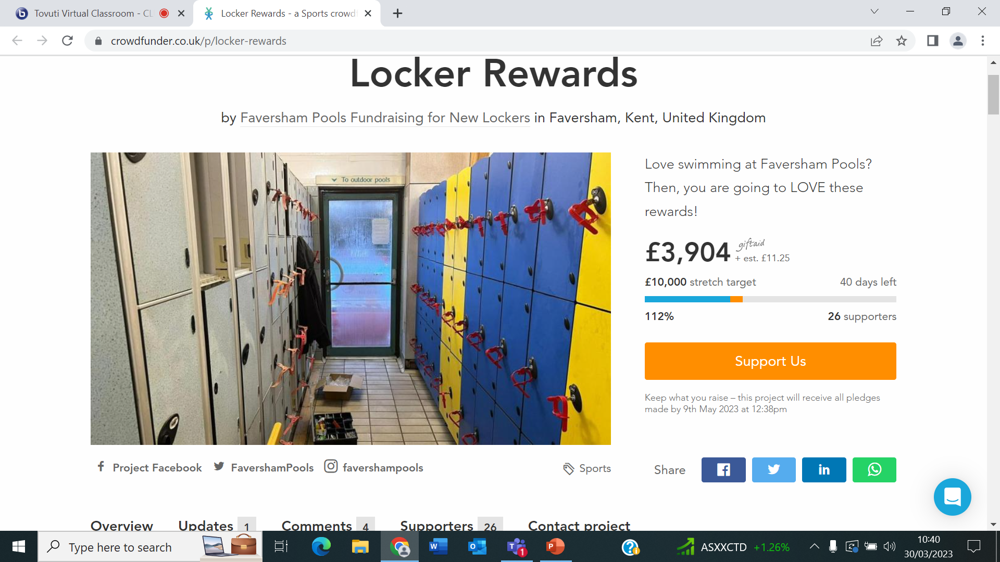 Tovuti Virtual Classroom - CL
Locker Rewards - a Sports crowdf
crowdfunder.co.uk/p/locker-rewards
Locker Rewards
by Faversham Pools Fundraising for New Lockers in Faversham, Kent, United Kingdom
To outdoor pools
043
Love swimming at Faversham Pools?
Then, you are going to LOVE these
rewards!
£3,904 giftaid
+ est. £11.25
£10,000 stretch target 40 days left
112% 26 supporters
Support Us
Keep what you raise – this project will receive all pledges
made by 9th May 2023 at 12:38pm
Project Facebook FavershamPools favershampools Sports
Share
Overview Updates 1 Comments 4 Supporters 26 Contact project
Type here to search
1
ASXXCTD +1.26%
10:40
30/03/2023